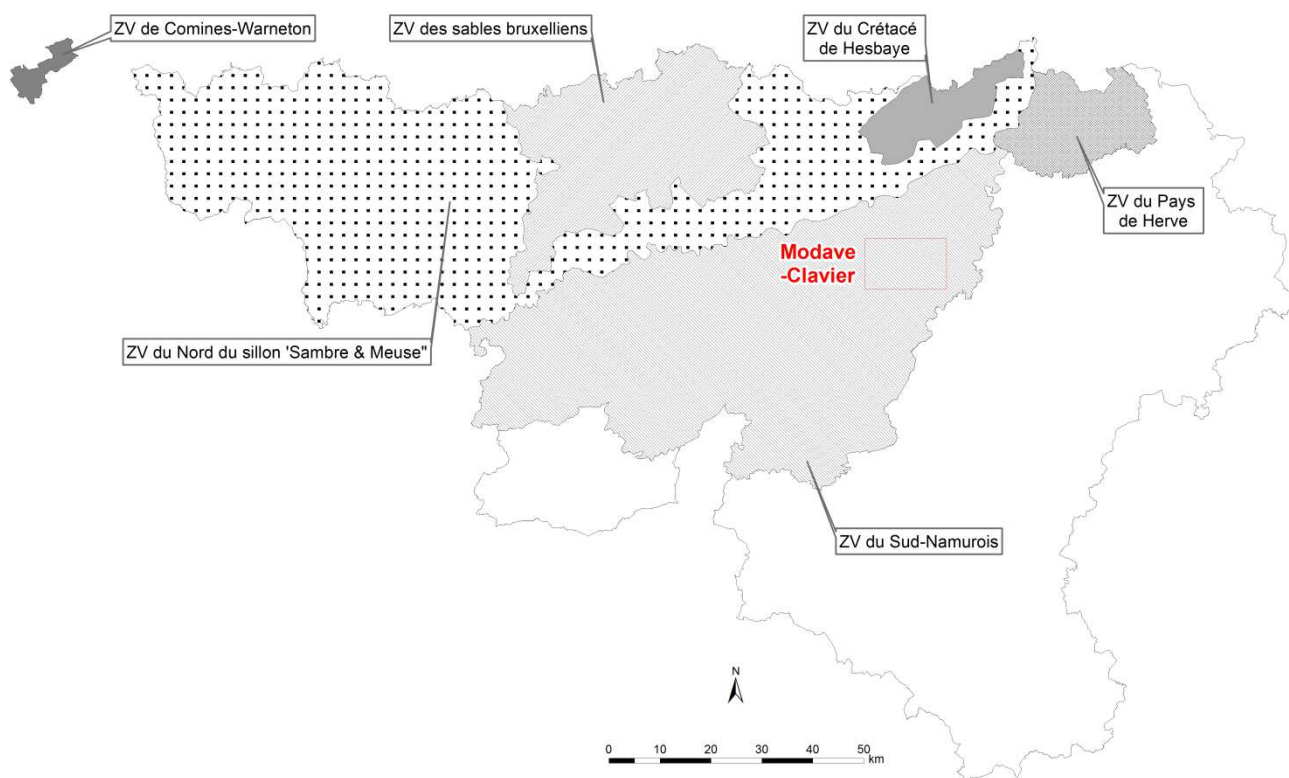 ZV de Comines-Warneton
ZV des sables bruxelliens
ZV du Crétacé
de Hesbaye
ZV du Pays
de Herve
Modave
-Clavier
ZV du Nord du sillon 'Sambre & Meuse"
ZV du Sud-Namurois
N
0 10 20 30 40 50
km